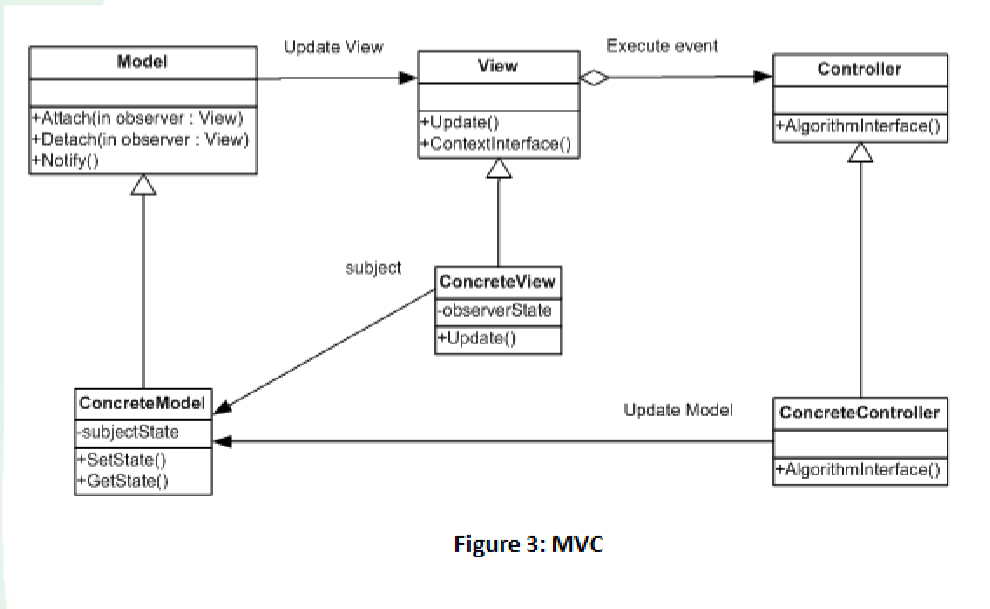 Update View
Execute event
Model
+Attach(in observer : View)
+Detach(in observer : View)
+Notify()
View
+Update()
+ContextInterface()
Controller
+AlgorithmInterface()
subject
ConcreteView
-observerState
+Update()
ConcreteModel
-subjectState
+SetState()
+GetState()
Update Model
ConcreteController
+AlgorithmInterface()
Figure 3: MVC